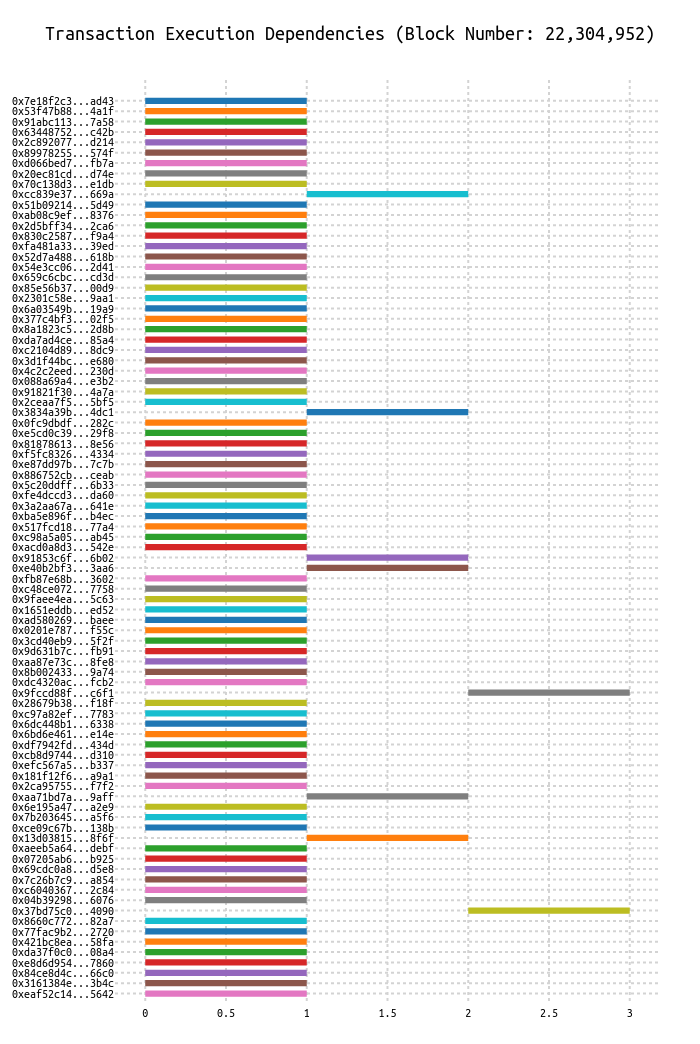 Transaction Execution Dependencies (Block Number: 22,304,952)
0x7e18f2c3...ad43
0x53f47b88...4a1f
0x91abc113...7a58
0x63448752...c42b
0x2c892077...d214
0x89978255...574f
0xd066bed7...fb7a
0x20ec81cd...d74e
0x70c138d3...e1db
0xcc839e37...669a
0x51b09214...5d49
0xab08c9ef...8376
0x2d5bff34...2ca6
0x830c2587...f9a4
0xfa481a33...39ed
0x52d7a488...618b
0x54e3cc06...2d41
0x659c6cbc...cd3d
0x85e56b37...00d9
0x2301c58e...9aa1
0x6a03549b...19a9
0x377c4bf3...02f5
0x8a1823c5...2d8b
0xda7ad4ce...85a4
0xc2104d89...8dc9
0x3d1f44bc...e680
0x4c2c2eed...230d
0x088a69a4...e3b2
0x91821f30...4a7a
0x2ceaa7f5...5bf5
0x3834a39b...4dc1
0x0fc9dbdf...282c
0xe5cd0c39...29f8
0x81878613...8e56
0xf5fc8326...4334
0xe87dd97b...7c7b
0x886752cb...ceab
0x5c20ddff...6b33
0xfe4dccd3...da60
0x3a2aa67a...641e
0xba5e896f...b4ec
0x517fcd18...77a4
0xc98a5a05...ab45
0xacd0a8d3...542e
0x91853c6f...6b02
0xe40b2bf3...3aa6
0xfb87e68b...3602
0xc48ce072...7758
0x9faee4ea...5c63
0x1651eddb...ed52
0xad580269...baee
0x0201e787...f55c
0x3cd40eb9...5f2f
0x9d631b7c...fb91
0xaa87e73c...8fe8
0x8b002433...9a74
0xdc4320ac...fcb2
0x9fccd88f...c6f1
0x28679b38...f18f
0xc97a82ef...7783
0x6dc448b1...6338
0x6bd6e461...e14e
0xdf7942fd...434d
0xcb8d9744...d310
0xefc567a5...b337
0x181f12f6...a9a1
0x2ca95755...f7f2
0xaa71bd7a...9aff
0x6e195a47...a2e9
0x7b203645...a5f6
0xce09c67b...138b
0x13d03815...8f6f
0xaeeb5a64...debf
0x07205ab6...b925
0x69cdc0a8...d5e8
0x7c26b7c9...a854
0xc6040367...2c84
0x04b39298...6076
0x37bd75c0...4090
0x8660c772...82a7
0x77fac9b2...2720
0x421bc8ea...58fa
0xda37f0c0...08a4
0xe8d6d954...7860
0x84ce8d4c...66c0
0x3161384e...3b4c
0xeaf52c14...5642
0 0.5 1 1.5 2 2.5 3